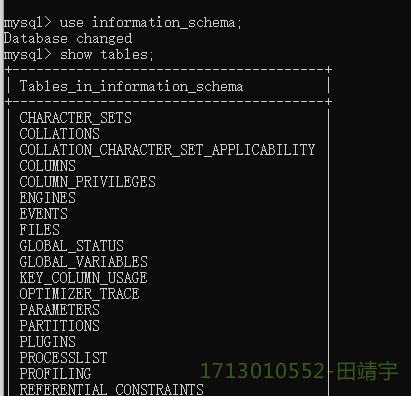 mysql> use information_schema;
Database changed
mysql> show tables;
+---------------------------------------+
| Tables_in_information_schema |
+---------------------------------------+
| CHARACTER_SETS |
| COLLATIONS |
| COLLATION_CHARACTER_SET_APPLICABILITY |
| COLUMNS |
| COLUMN_PRIVILEGES |
| ENGINES |
| EVENTS |
| FILES |
| GLOBAL_STATUS |
| GLOBAL_VARIABLES |
| KEY_COLUMN_USAGE |
| OPTIMIZER_TRACE |
| PARAMETERS |
| PARTITIONS |
| PLUGINS |
| PROCESSLIST |
| PROFILING |
| REFERENTIAL_CONSTRAINTS |
1713010552-田靖宇